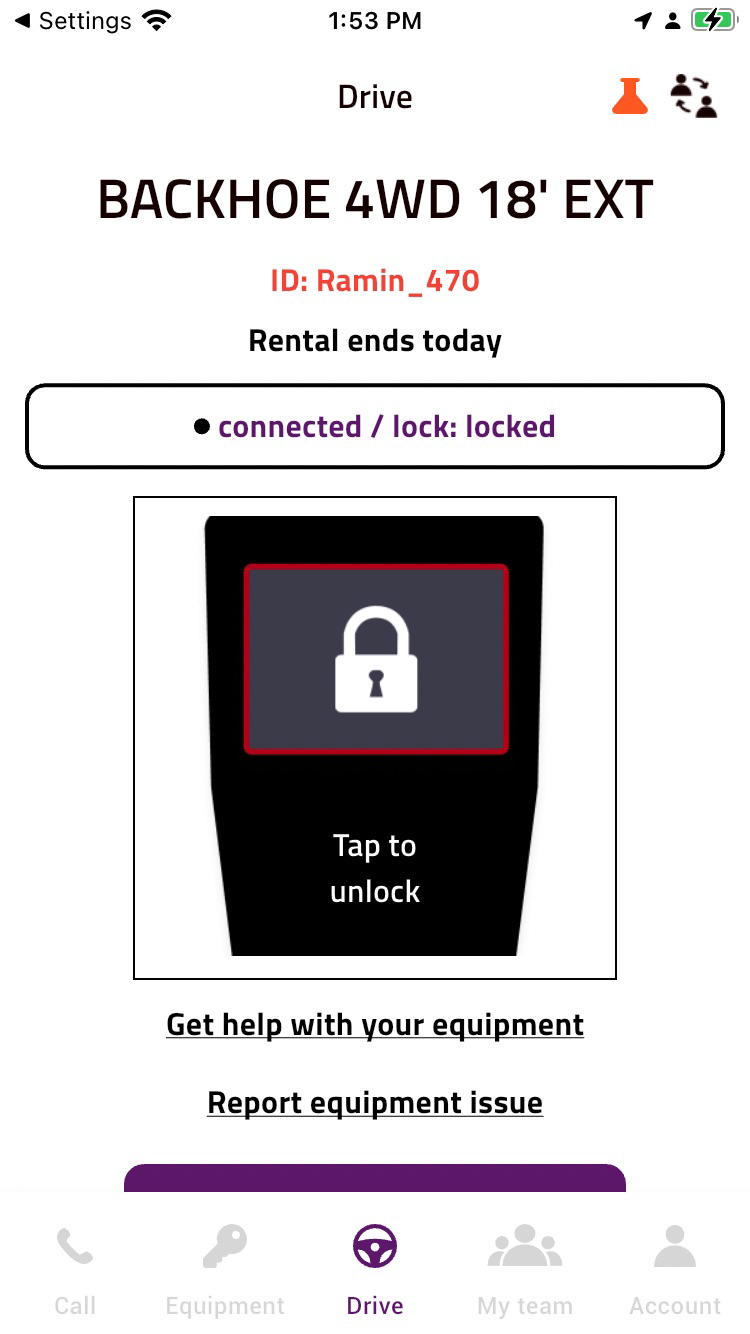 Settings
1:53 PM
Drive
BACKHOE 4WD 18' EXT
ID: Ramin_470
Rental ends today
connected / lock: locked
Tap to
unlock
Get help with your equipment
Report equipment issue
Call
Equipment
Drive
My team
Account